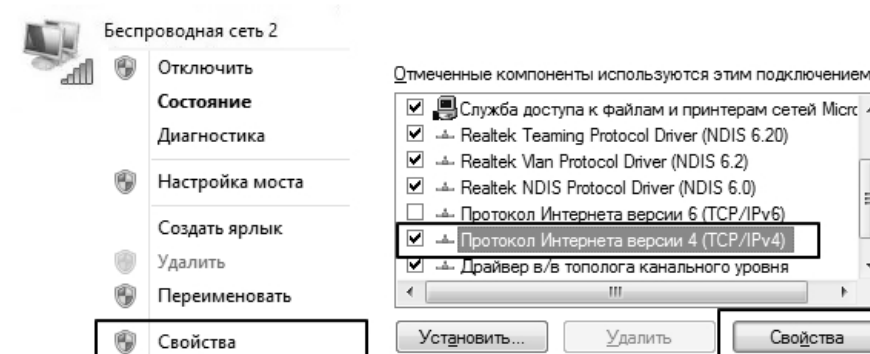 Беспроводная сеть 2
Отключить
Состояние
Диагностика
Настройка моста
Создать ярлык
Удалить
Переименовать
Свойства
Отмеченные компоненты используются этим подключением
Служба доступа к файлам и принтерам сетей Micro
Realtek Teaming Protocol Driver (NDIS 6.20)
Realtek Vlan Protocol Driver (NDIS 6.2)
Realtek NDIS Protocol Driver (NDIS 6.0)
Протокол Интернета версии 6 (TCP/IPv6)
Протокол Интернета версии 4 (TCP/IPv4)
Драйвер в/в тополога канального уровня
Установить...
Удалить
Свойства